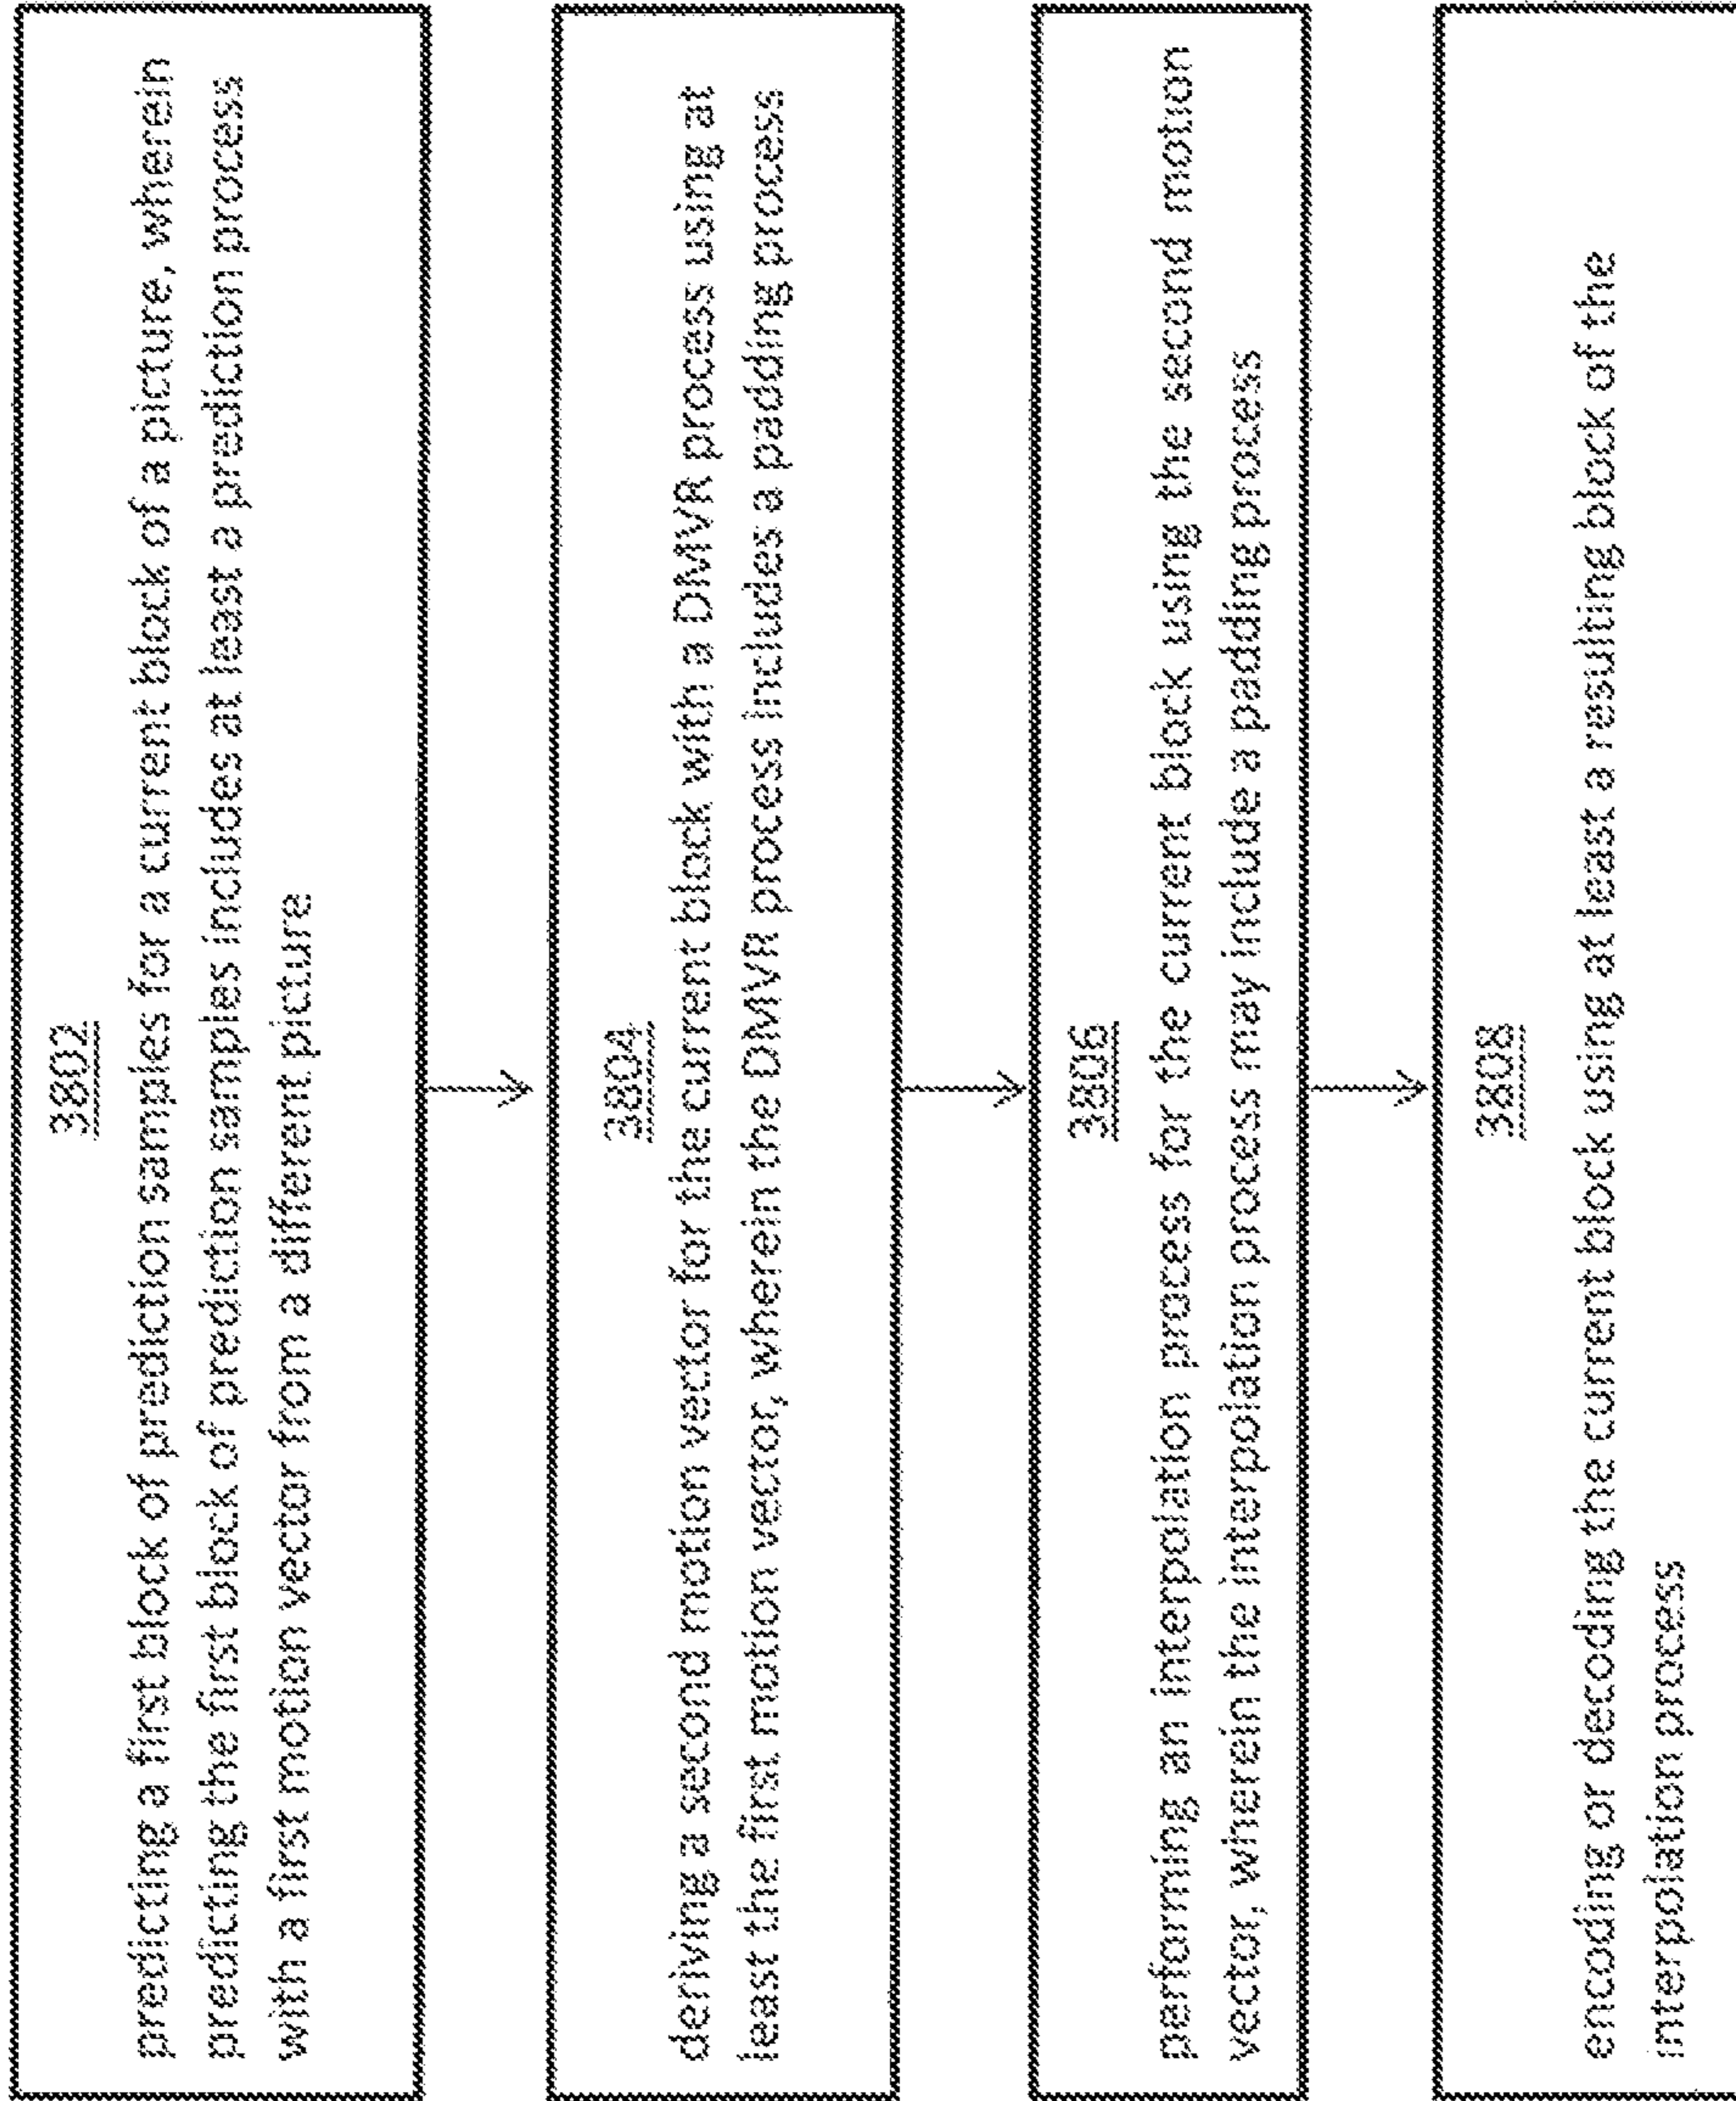 3802
predicting a first block of prediction samples for a current block of a picture, wherein
predicting the first block of prediction samples includes at least a prediction process
with a first motion vector from a different picture
3804
deriving a second motion vector for the current block with a DMVR process using at
least the first motion vector, wherein the DMVR process includes a padding process
3806
performing an interpolation process for the current block using the second motion
vector, wherein the interpolation process may include a padding process
3808
encoding or decoding the current block using at least a resulting block of the
interpolation process